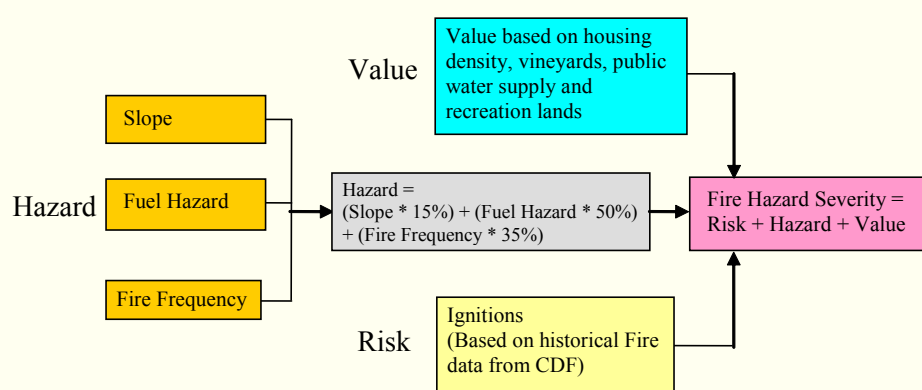 Value
Value based on housing
density, vineyards, public
water supply and
recreation lands
Hazard
Slope
Fuel Hazard
Fire Frequency
Hazard =
(Slope * 15%) + (Fuel Hazard * 50%)
+ (Fire Frequency * 35%)
Fire Hazard Severity =
Risk + Hazard + Value
Risk
Ignitions
(Based on historical Fire
data from CDF)